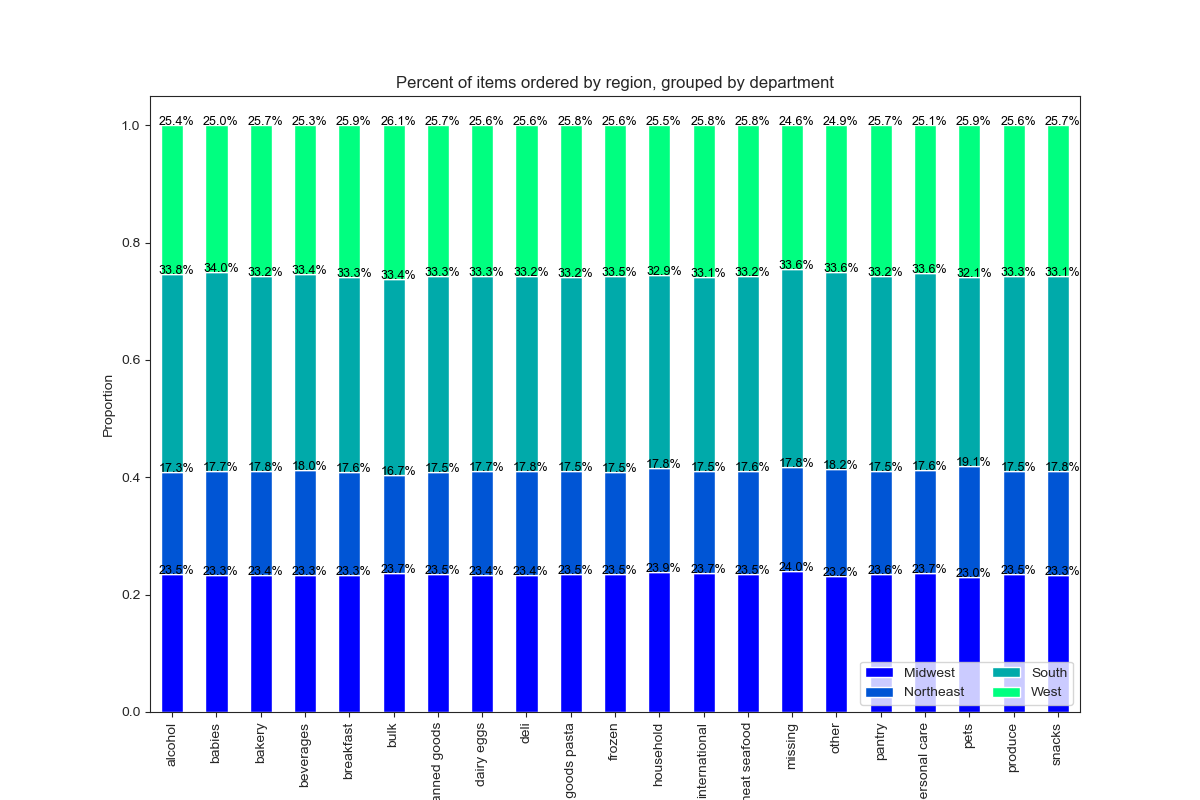 Percent of items ordered by region, grouped by department
1.0
0.8
0.6
0.4
0.2
0.0
Proportion
25.4% 25.0% 25.7% 25.3% 25.9% 26.1% 25.7% 25.6% 25.6% 25.8% 25.6% 25.5% 25.8% 25.8% 24.6% 24.9% 25.7% 25.1% 25.9% 25.6% 25.7%
33.8% 34.0% 33.2% 33.4% 33.3% 33.4% 33.3% 33.3% 33.2% 33.2% 33.5% 32.9% 33.1% 33.2% 33.6% 33.6% 33.2% 33.6% 32.1% 33.3% 33.1%
17.3% 17.7% 17.8% 18.0% 17.6% 16.7% 17.5% 17.7% 17.8% 17.5% 17.5% 17.8% 17.5% 17.6% 17.8% 18.2% 17.5% 17.6% 19.1% 17.5% 17.8%
23.5% 23.3% 23.4% 23.3% 23.3% 23.7% 23.5% 23.4% 23.4% 23.5% 23.5% 23.9% 23.7% 23.5% 24.0% 23.2% 23.6% 23.7% 23.0% 23.5% 23.3%
Midwest
Northeast
South
West
alcohol
babies
bakery
beverages
breakfast
bulk
anned goods
dairy eggs
deli
goods pasta
frozen
household
international
neat seafood
missing
other
pantry
ersonal care
pets
produce
snacks